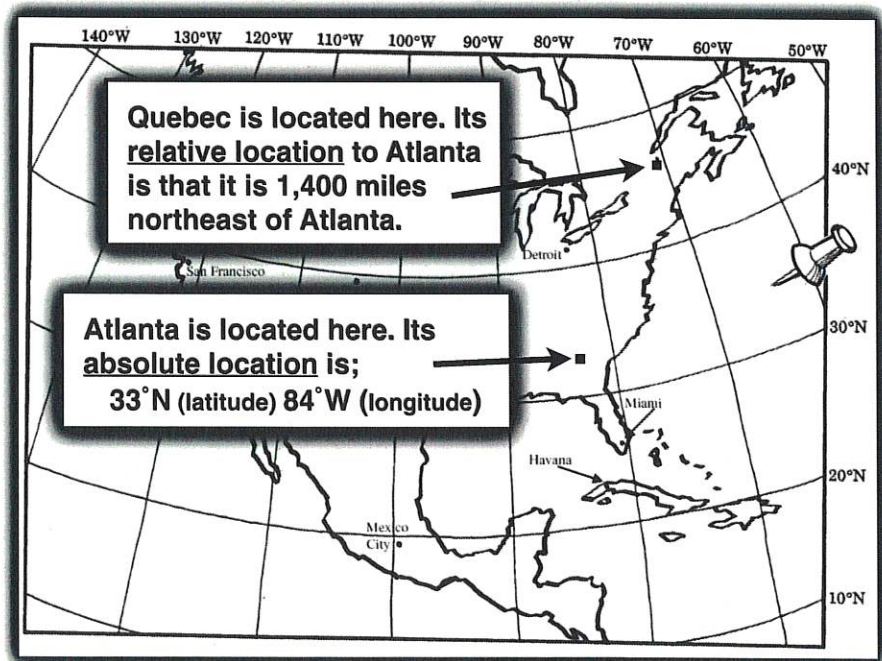 140°W 130°W 120°W 110°W 100°W 90°W 80°W 70°W 60°W 50°W
Quebec is located here. Its
relative location to Atlanta
is that it is 1,400 miles
northeast of Atlanta.
40°N
Detroit
San Francisco
30°N
Atlanta is located here. Its
absolute location is;
33°N (latitude) 84°W (longitude)
Miami
Havana
20°N
Mexico
City
10°N